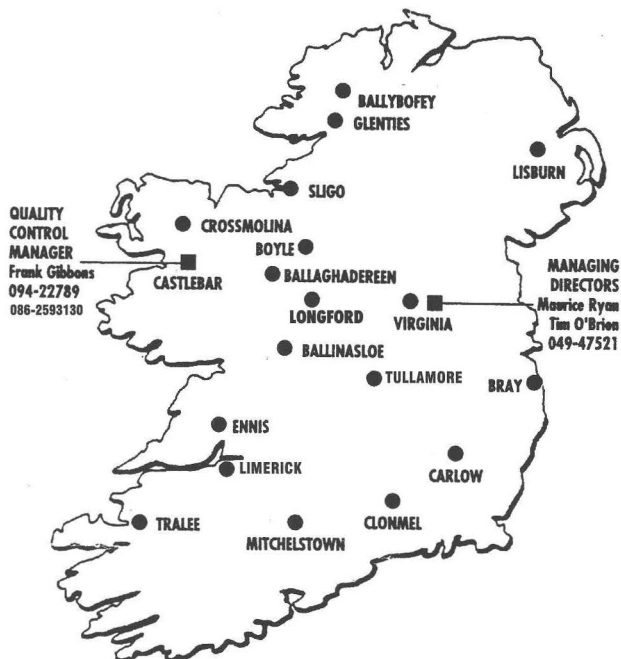 BALLYBOFEY
GLENTIES
LISBURN
SLIGO
QUALITY
CONTROL
MANAGER
Frank Gibbons
094-22789
086-2593130
CROSSMOLINA
BOYLE
CASTLEBAR
BALLAGHADEREEN
LONGFORD
VIRGINIA
MANAGING
DIRECTORS
Maurice Ryan
Tim O'Brien
049-47521
BALLINASLOE
TULLAMORE
BRAY
ENNIS
LIMERICK
CARLOW
TRALEE
MITCHELSTOWN
CLONMEL